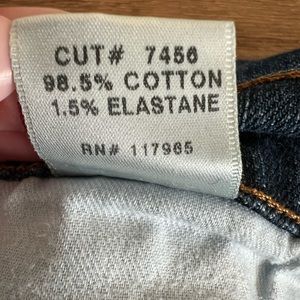 CUT# 7456
98.5% COTTON
1.5% ELASTANE
RN# 117965